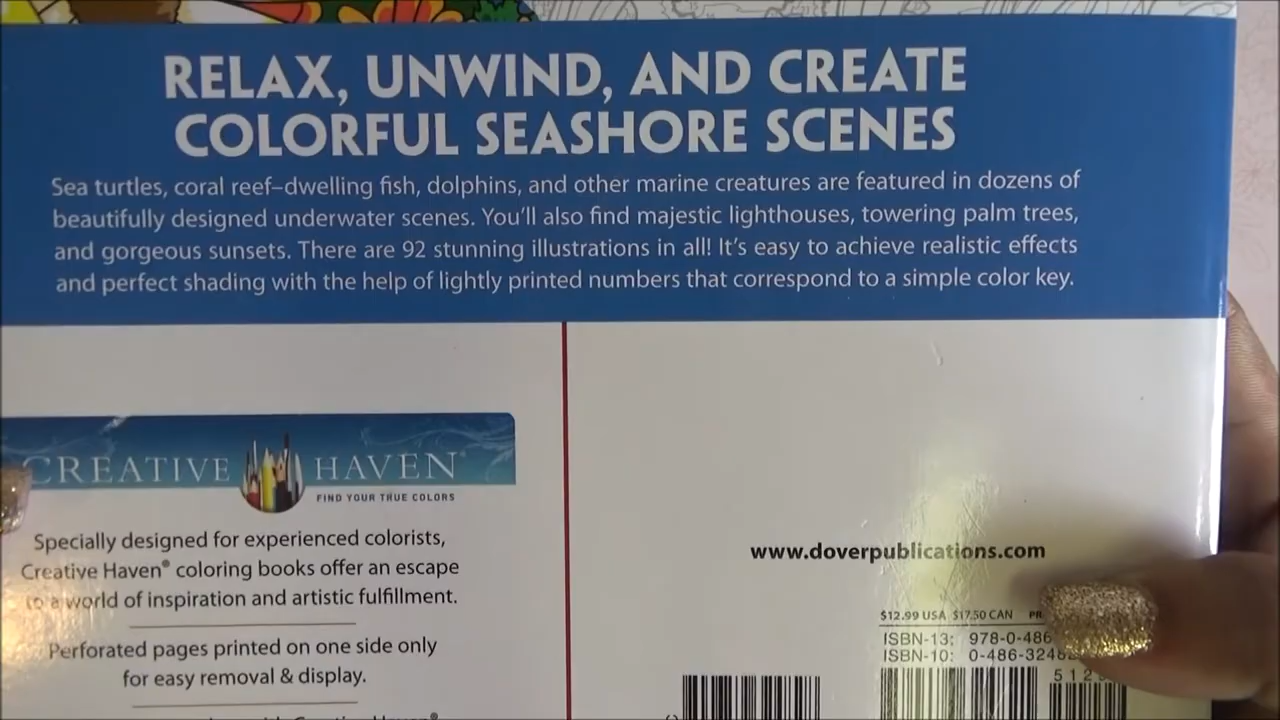 RELAX, UNWIND, AND CREATE
COLORFUL SEASHORE SCENES
Sea turtles, coral reef–dwelling fish, dolphins, and other marine creatures are featured in dozens of
beautifully designed underwater scenes. You'll also find majestic lighthouses, towering palm trees,
and gorgeous sunsets. There are 92 stunning illustrations in all! It's easy to achieve realistic effects
and perfect shading with the help of lightly printed numbers that correspond to a simple color key.
CREATIVE HAVEN®
FIND YOUR TRUE COLORS
Specially designed for experienced colorists,
Creative Haven® coloring books offer an escape
to a world of inspiration and artistic fulfillment.
Perforated pages printed on one side only
for easy removal & display.
www.doverpublications.com
$12.99 USA $17.50 CAN
ISBN-13: 978-0-486
ISBN-10: 0-486-324